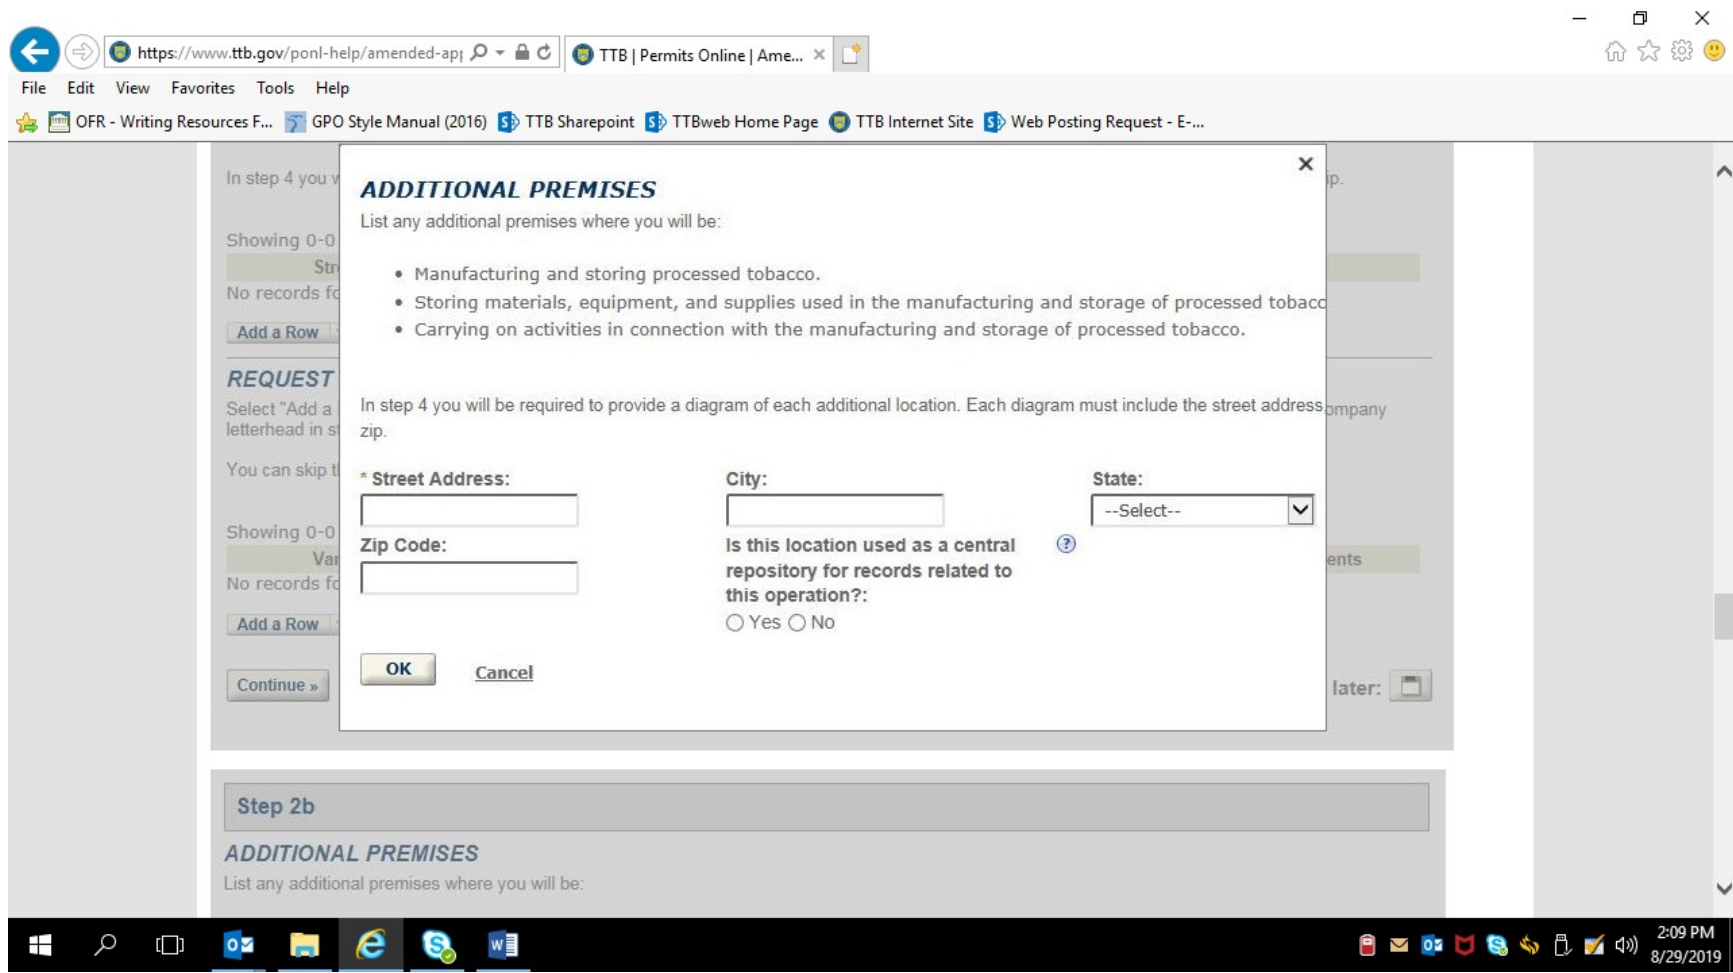 https://www.ttb.gov/ponl-help/amended-ap
TTB | Permits Online | Ame...
File Edit View Favorites Tools Help
OFR - Writing Resources F... GPO Style Manual (2016) TTB Sharepoint TTBweb Home Page TTB Internet Site Web Posting Request - E-...
In step 4 you
ip.
ADDITIONAL PREMISES
List any additional premises where you will be:
Showing 0-0
Str
No records fo
Add a Row
• Manufacturing and storing processed tobacco.
• Storing materials, equipment, and supplies used in the manufacturing and storage of processed tobacc
• Carrying on activities in connection with the manufacturing and storage of processed tobacco.
REQUEST
Select "Add a
letterhead in st
ompany
In step 4 you will be required to provide a diagram of each additional location. Each diagram must include the street address
zip.
You can skip t
* Street Address:
City:
State:
--Select--
Showing 0-0
Var
ents
No records fo
Add a Row
Zip Code:
Is this location used as a central
repository for records related to
this operation?:
Yes No
OK
Cancel
Continue »
later:
Step 2b
ADDITIONAL PREMISES
List any additional premises where you will be:
2:09 PM
8/29/2019